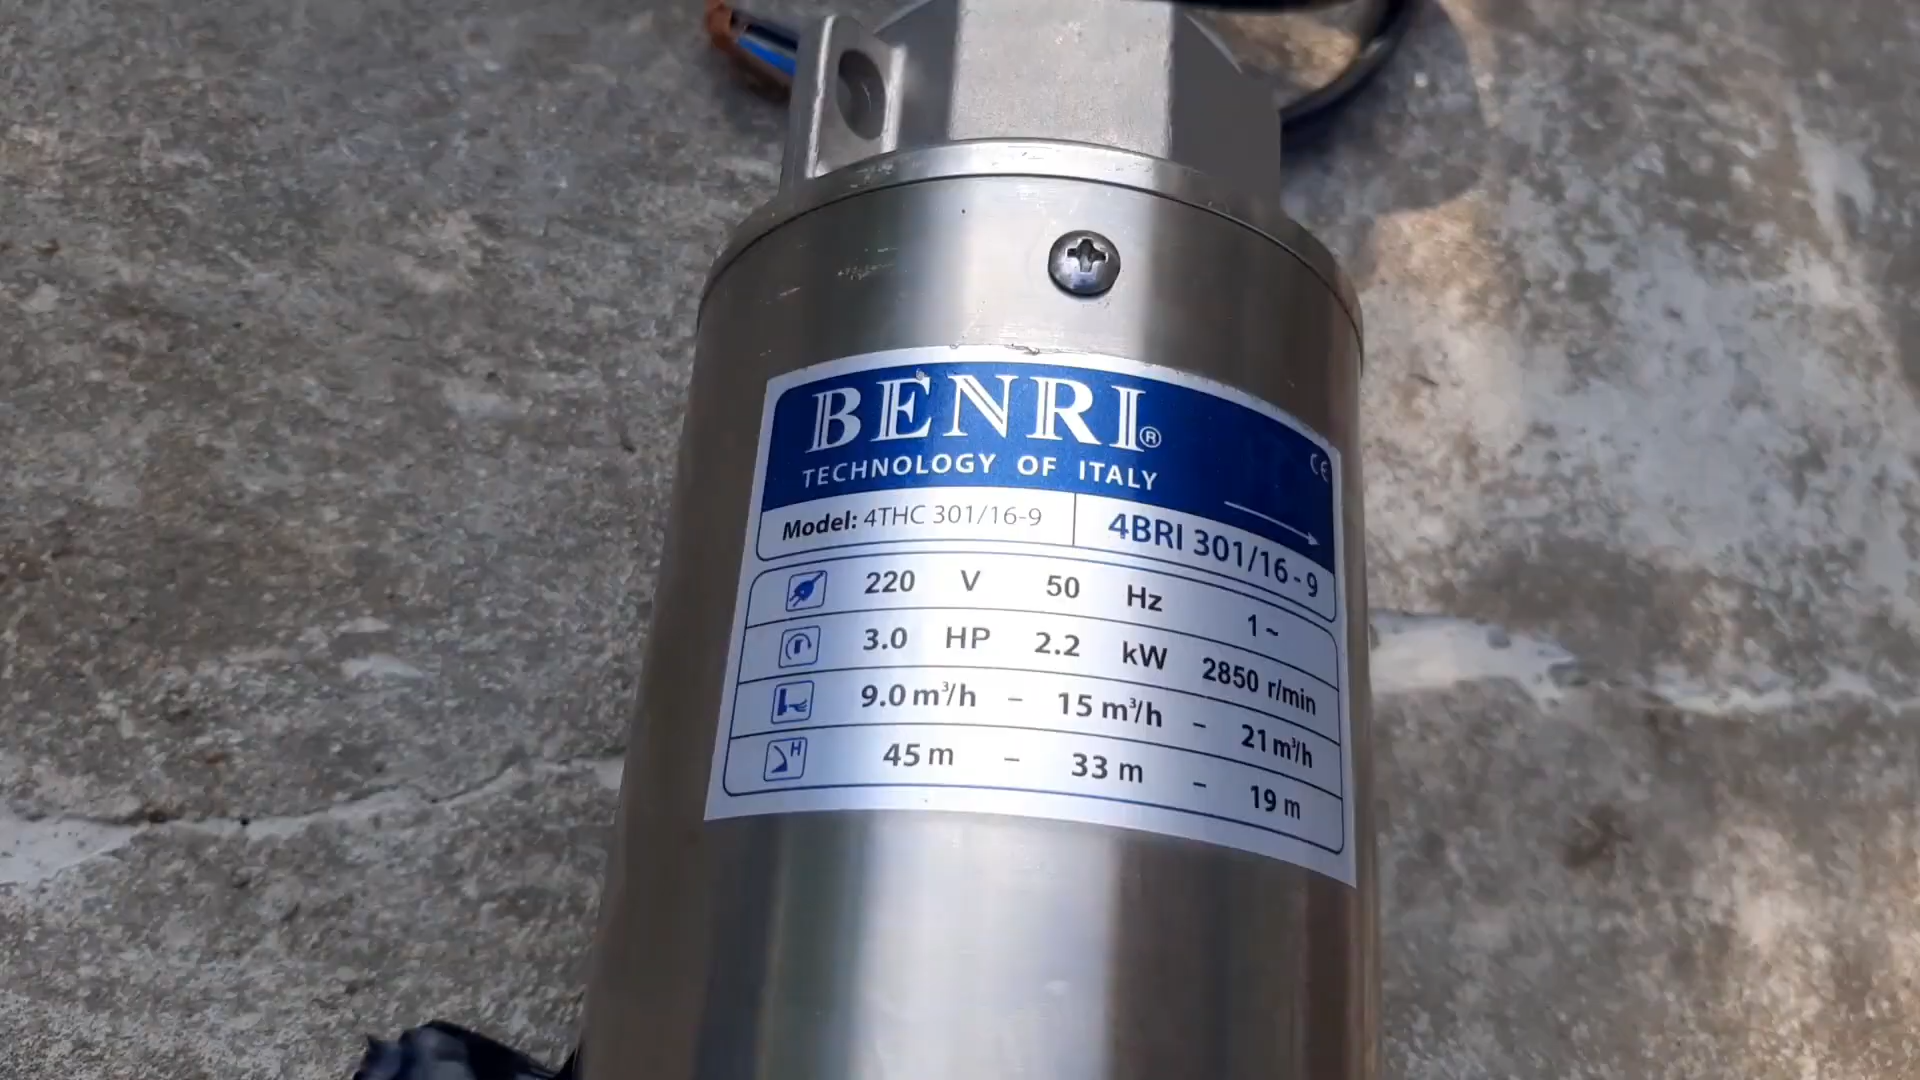 BENRI®
TECHNOLOGY OF ITALY
CE
Model: 4THC 301/16-9
4BRI 301/16-9
220 V 50 Hz 1~
3.0 HP 2.2 kW 2850 r/min
9.0 m³/h – 15 m³/h – 21 m³/h
H 45 m – 33 m – 19 m